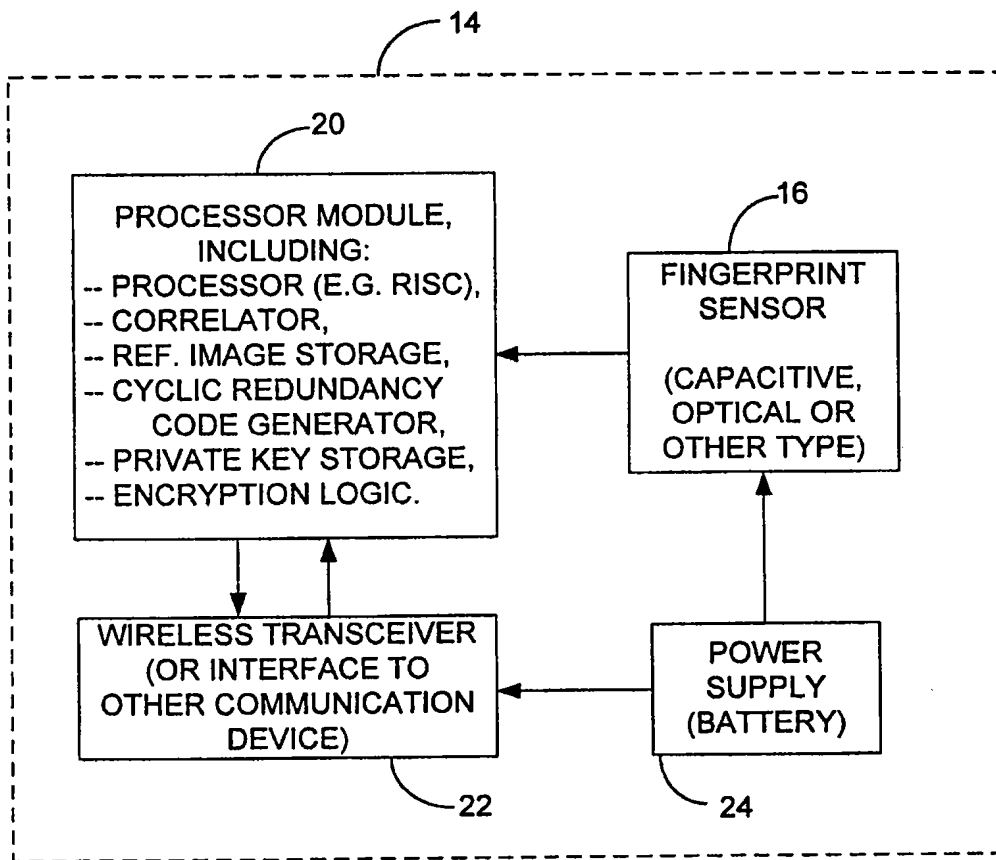 14
20
PROCESSOR MODULE,
INCLUDING:
-- PROCESSOR (E.G. RISC),
-- CORRELATOR,
-- REF. IMAGE STORAGE,
-- CYCLIC REDUNDANCY
CODE GENERATOR,
-- PRIVATE KEY STORAGE,
-- ENCRYPTION LOGIC.
16
FINGERPRINT
SENSOR
(CAPACITIVE,
OPTICAL OR
OTHER TYPE)
WIRELESS TRANSCEIVER
(OR INTERFACE TO
OTHER COMMUNICATION
DEVICE)
22
POWER
SUPPLY
(BATTERY)
24